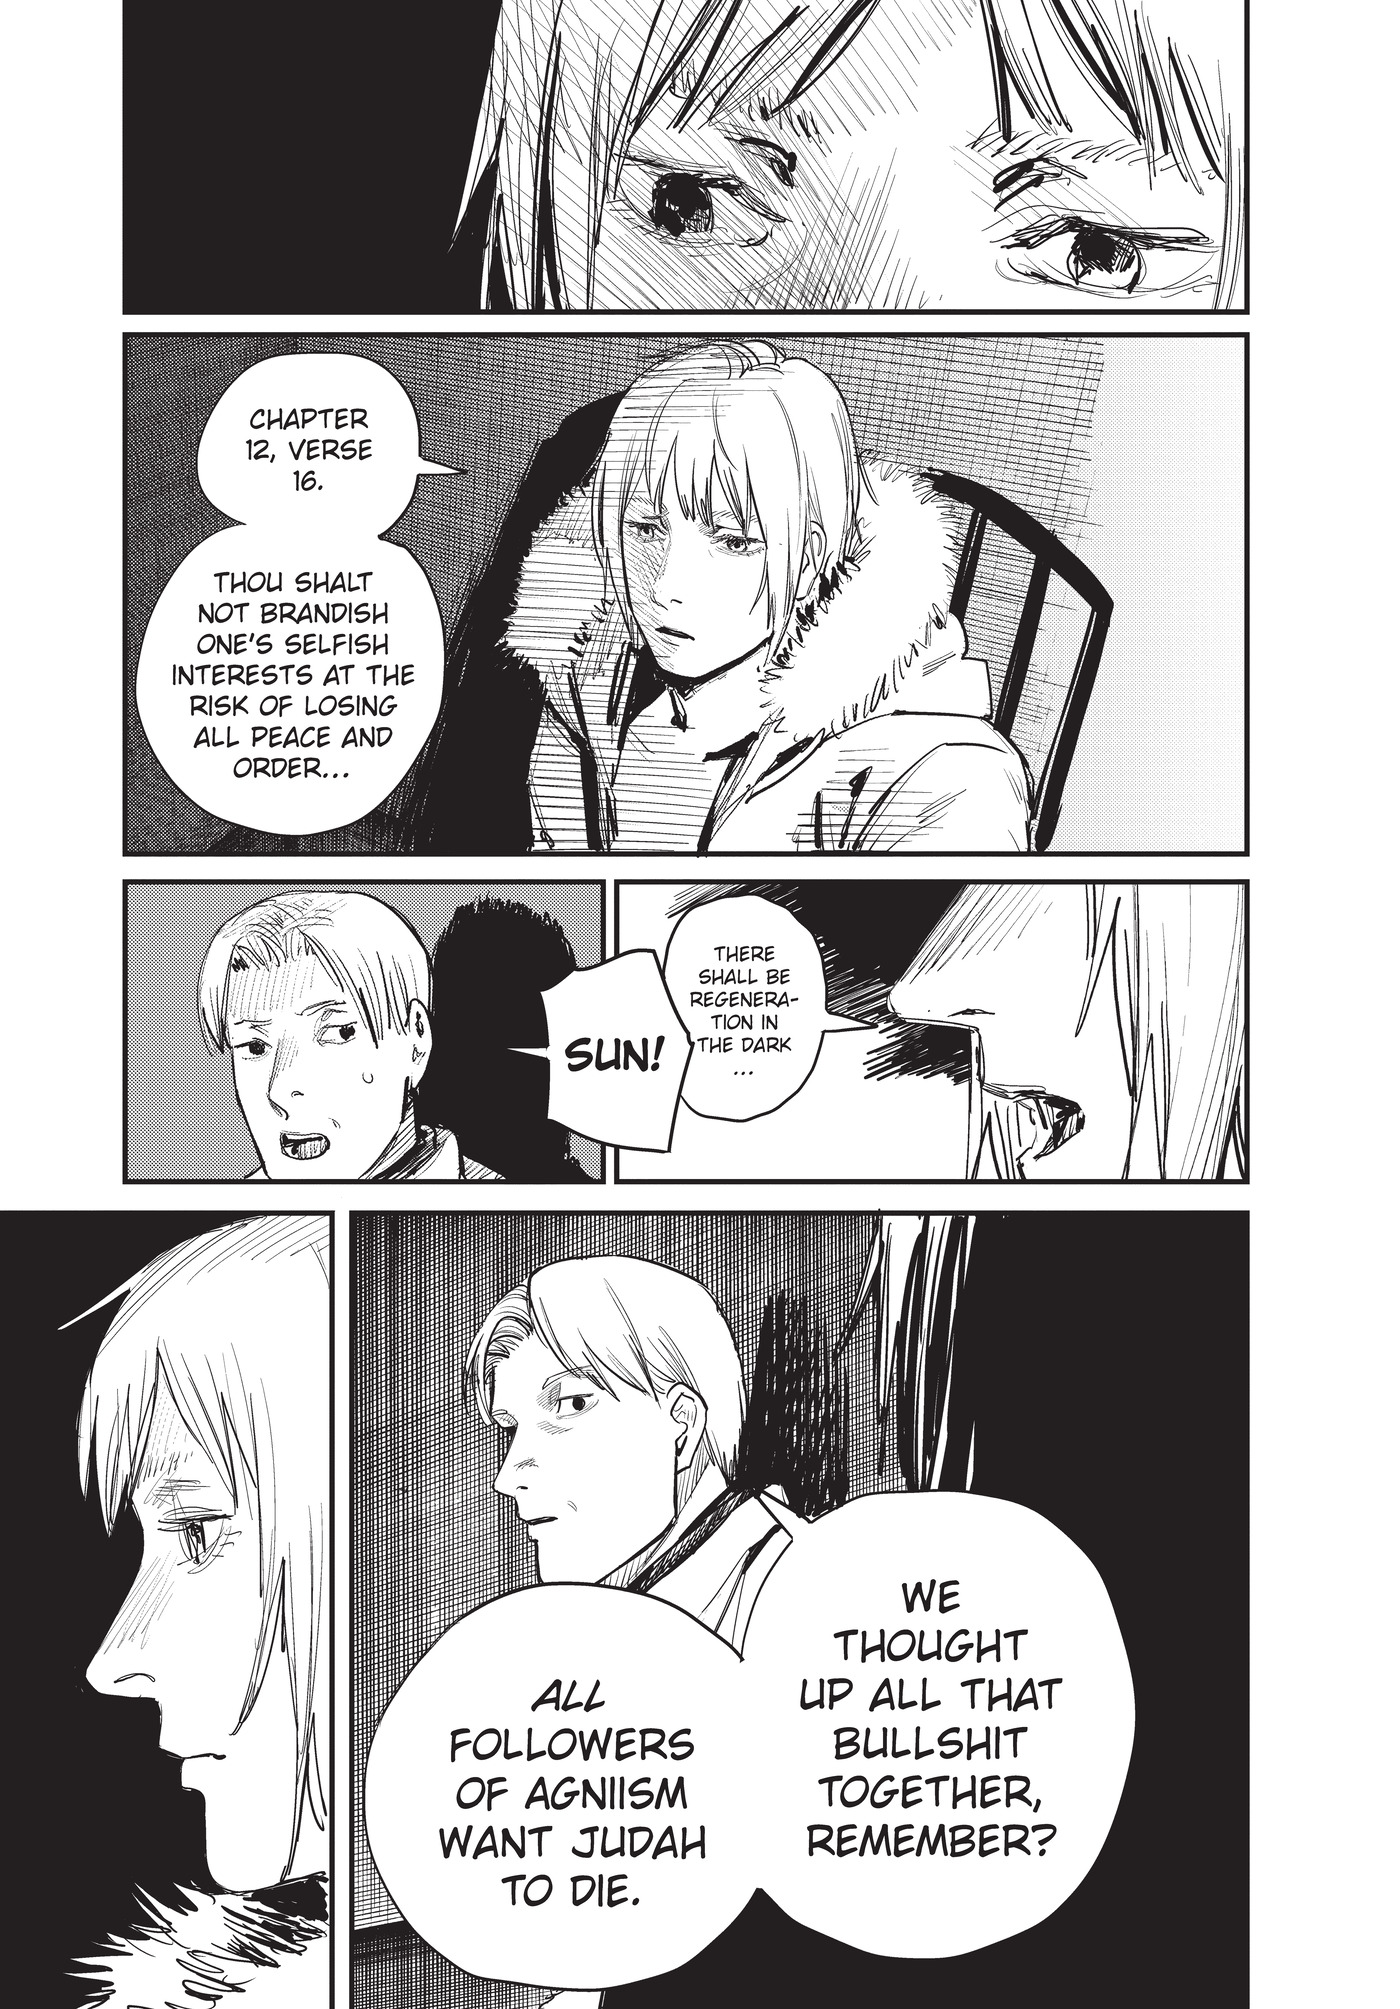 CHAPTER
12, VERSE
16.
THOU SHALT
NOT BRANDISH
ONE'S SELFISH
INTERESTS AT THE
RISK OF LOSING
ALL PEACE AND
ORDER...
THERE
SHALL BE
REGENERA-
TION IN
THE DARK
...
SUN!
WE
THOUGHT
UP ALL THAT
BULLSHIT
TOGETHER,
REMEMBER?
ALL
FOLLOWERS
OF AGNIISM
WANT JUDAH
TO DIE.